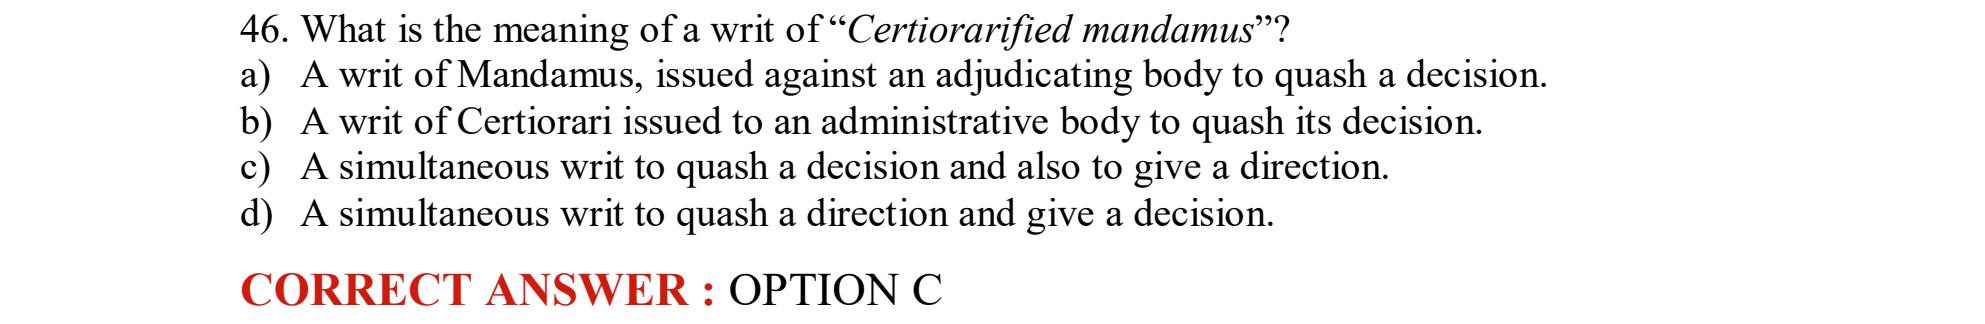 46. What is the meaning of a writ of “Certiorarified mandamus”?
a) A writ of Mandamus, issued against an adjudicating body to quash a decision.
b) A writ of Certiorari issued to an administrative body to quash its decision.
c) A simultaneous writ to quash a decision and also to give a direction.
d) A simultaneous writ to quash a direction and give a decision.
CORRECT ANSWER : OPTION C